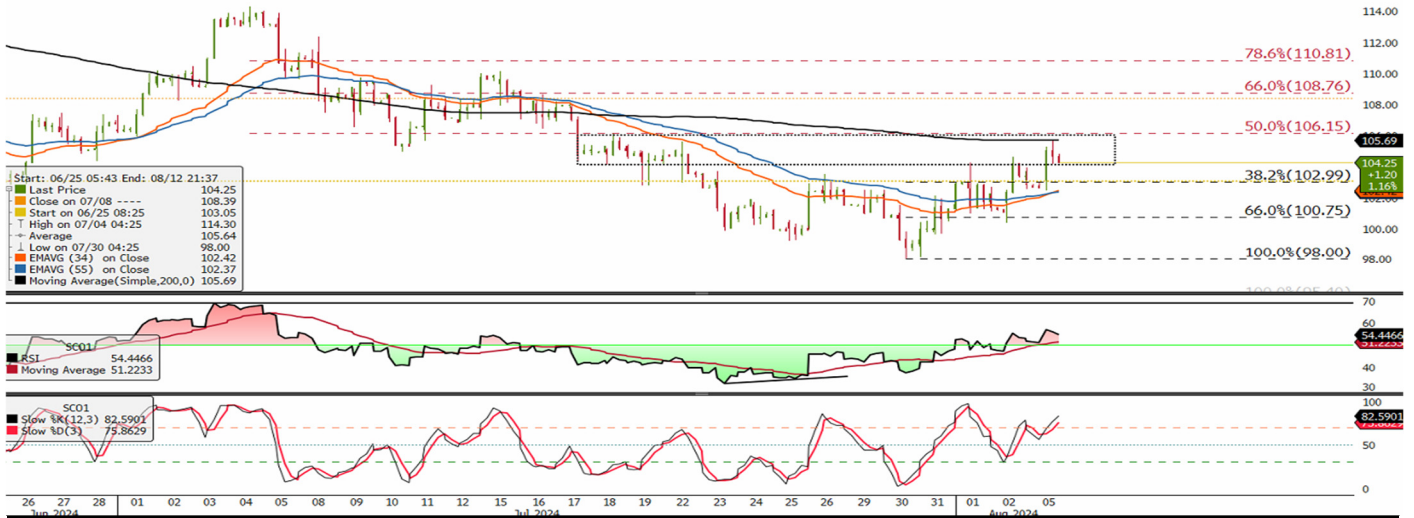 114.00
78.6%(110.81)
112.00
110.00
66.0%(108.76)
108.00
50.0%(106.15)
105.69
104.25
+1.20
1.16%
38.2%(102.99)
102.00
66.0%(100.75)
100.00
100.0%(98.00)
98.00
Start: 06/25 05:43 End: 08/12 21:37
Last Price 104.25
Close on 07/08 ---- 108.39
Start on 06/25 08:25 103.05
High on 07/04 04:25 114.30
Average 105.64
Low on 07/30 04:25 98.00
EMAVG (34) on Close 102.42
EMAVG (55) on Close 102.37
Moving Average(Simple,200,0) 105.69
70
60
54.4466
40
30
SCO1
RSI 54.4466
Moving Average 51.2233
100
82.5901
50
0
SCO1
Slow %K(12,3) 82.5901
Slow %D(3) 75.8629
26 27 28 01 02 03 04 05 08 09 10 11 12 15 16 17 18 19 22 23 24 25 26 29 30 31 01 02 05
Jun 2024 Jul 2024 Aug 2024